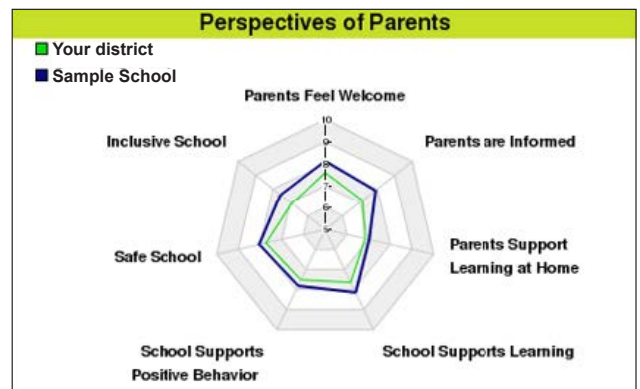 Perspectives of Parents
Your district
Sample School
Parents Feel Welcome
10
9
8
7
6
5
Inclusive School
Parents are Informed
Safe School
Parents Support
Learning at Home
School Supports
Positive Behavior
School Supports Learning